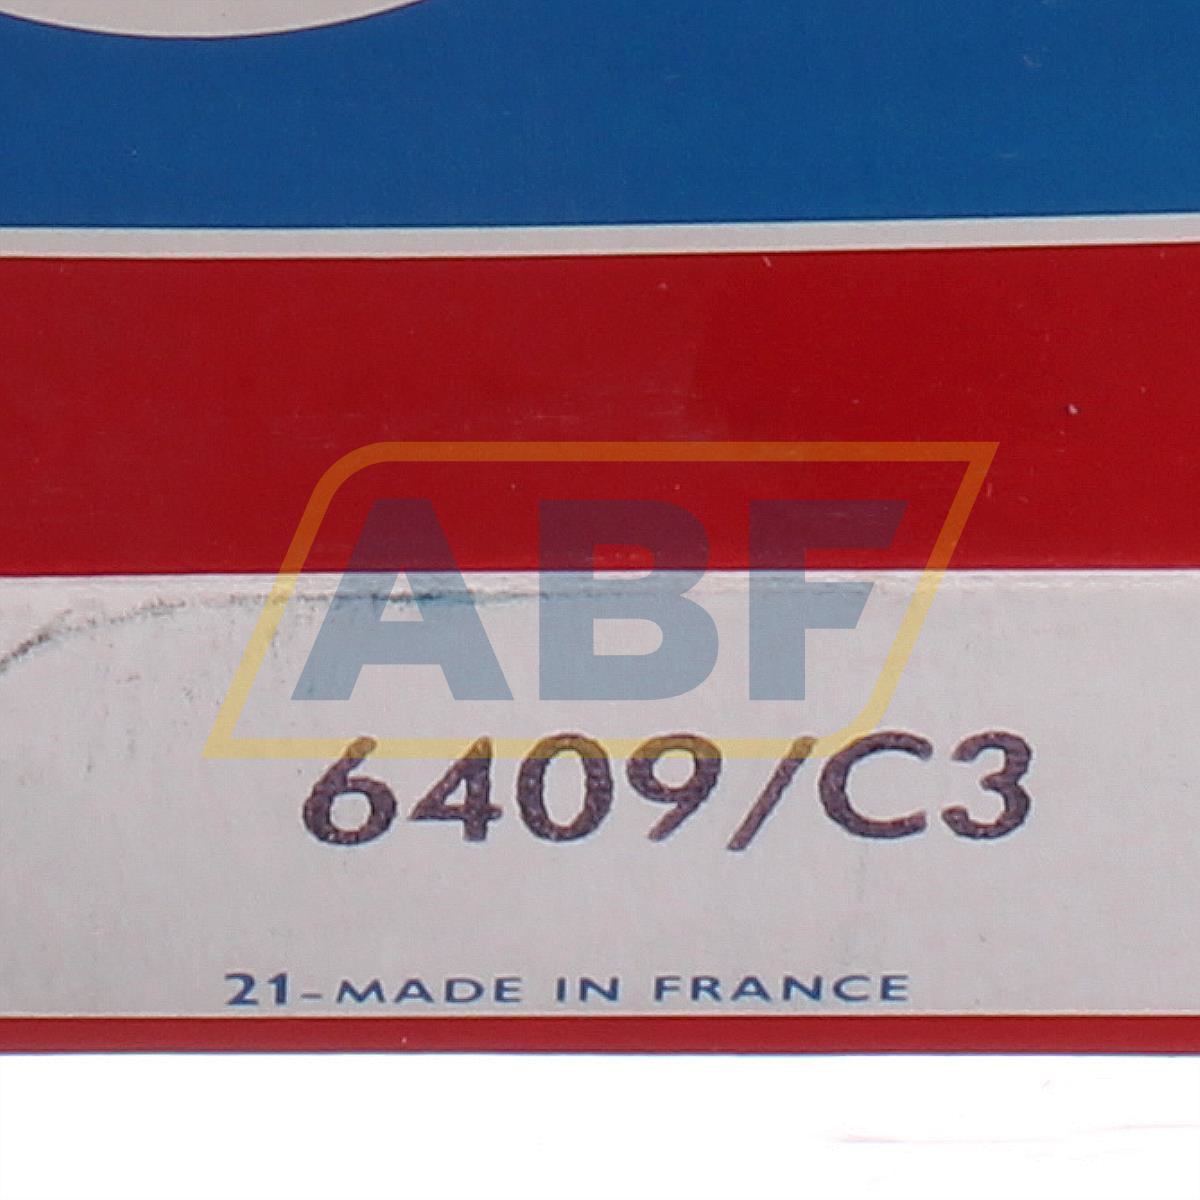 ABF
6409/C3
21-MADE IN FRANCE